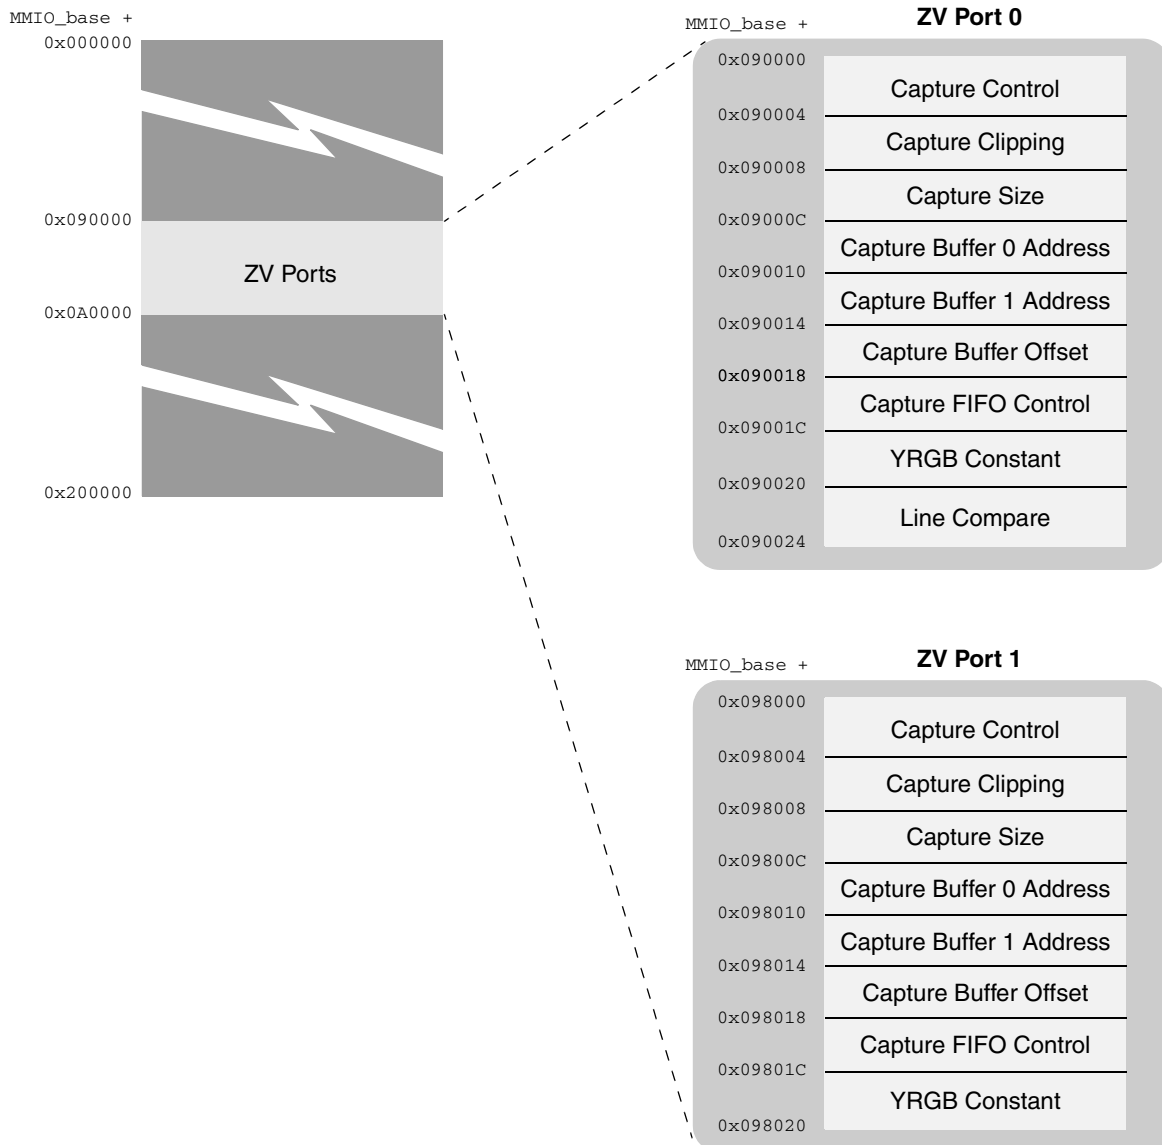 MMIO_base +
0x000000
0x090000
ZV Ports
0x0A0000
0x200000
ZV Port 0
MMIO_base +
0x090000
Capture Control
0x090004
Capture Clipping
0x090008
Capture Size
0x09000C
Capture Buffer 0 Address
0x090010
Capture Buffer 1 Address
0x090014
Capture Buffer Offset
0x090018
Capture FIFO Control
0x09001C
YRGB Constant
0x090020
Line Compare
0x090024
ZV Port 1
MMIO_base +
0x098000
Capture Control
0x098004
Capture Clipping
0x098008
Capture Size
0x09800C
Capture Buffer 0 Address
0x098010
Capture Buffer 1 Address
0x098014
Capture Buffer Offset
0x098018
Capture FIFO Control
0x09801C
YRGB Constant
0x098020